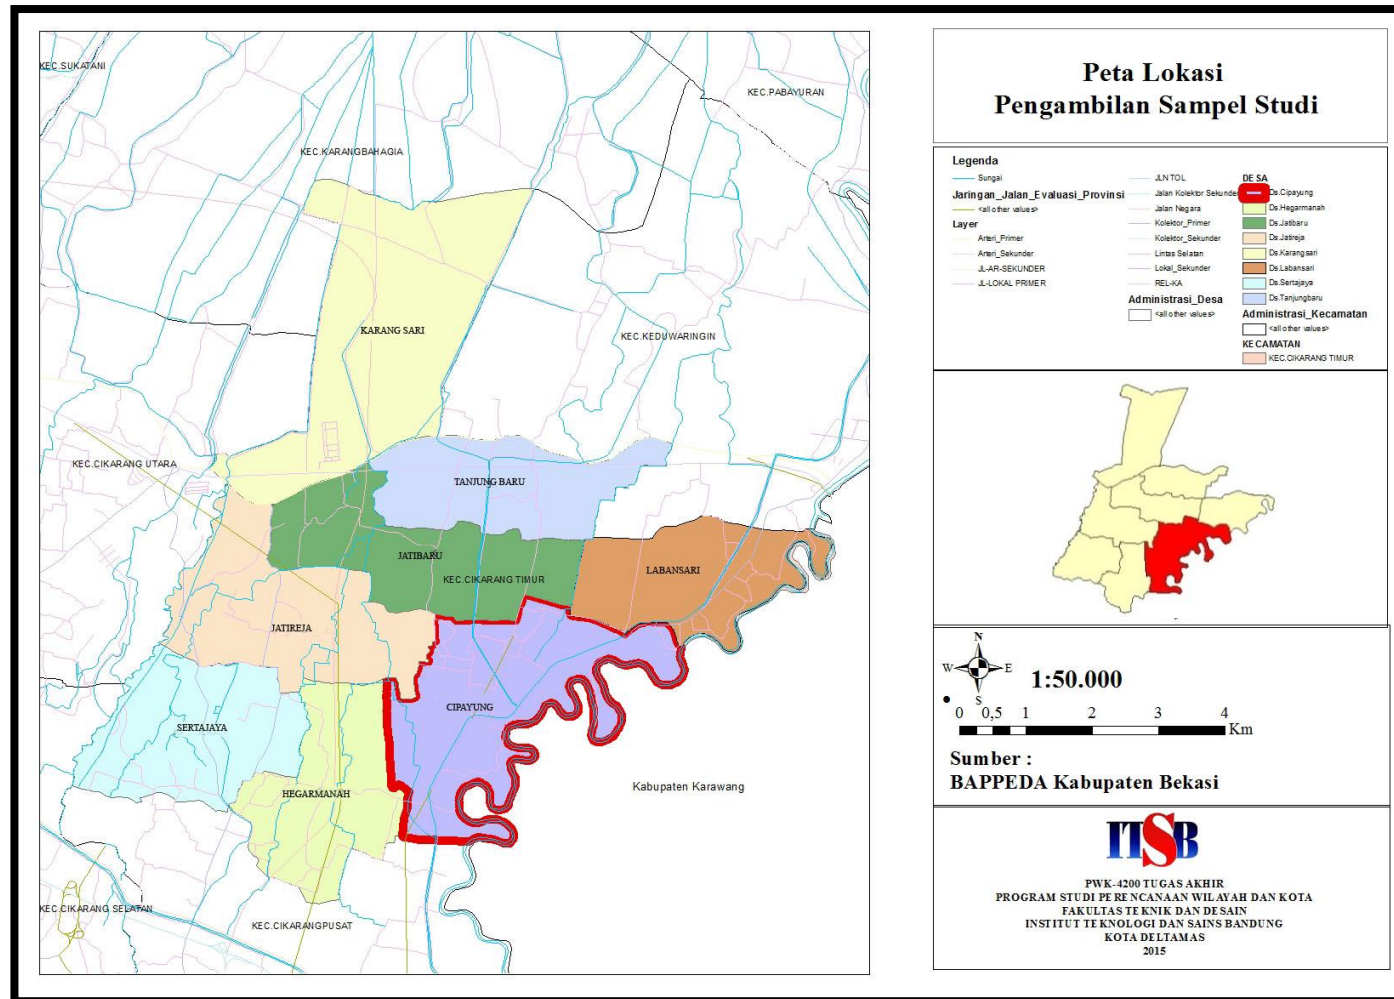 KEC.SUKATANI
KEC.PABAYURAN
KEC.KARANGBAHAGIA
KARANG SARI
KEC.KEDUWARINGIN
KEC.CIKARANG UTARA
TANJUNG BARU
JATIBARU
KEC.CIKARANG TIMUR
LABANSARI
JATIREJA
CIPAYUNG
SERTAJAYA
HEGARMANAH
Kabupaten Karawang
KEC.CIKARANG SELATAN
KEC.CIKARANGPUSAT
Peta Lokasi
Pengambilan Sampel Studi
Legenda
Sungai
Jaringan_Jalan_Evaluasi_Provinsi
<all other values>
Layer
Arteri_Primer
Arteri_Sekunder
JL-AR-SEKUNDER
JL-LOKAL PRIMER
JLN TOL
Jalan Kolektor Sekunder
Jalan Negara
Kolektor_Primer
Kolektor_Sekunder
Lintas Selatan
Lokal_Sekunder
REL-KA
Administrasi_Desa
<all other values>
DESA
Ds.Cipayung
Ds.Hegarmanah
Ds.Jatibaru
Ds.Jatireja
Ds.Karangsari
Ds.Labansari
Ds.Sertajaya
Ds.Tanjungbaru
Administrasi_Kecamatan
<all other values>
KECAMATAN
KEC.CIKARANG TIMUR
N
W E
S
1:50.000
0 0,5 1 2 3 4
Km
Sumber :
BAPPEDA Kabupaten Bekasi
ITSB
PWK-4200 TUGAS AKHIR
PROGRAM STUDI PERENCANAAN WILAYAH DAN KOTA
FAKULTAS TEKNIK DAN DESAIN
INSTITUT TEKNOLOGI DAN SAINS BANDUNG
KOTA DELTAMAS
2015